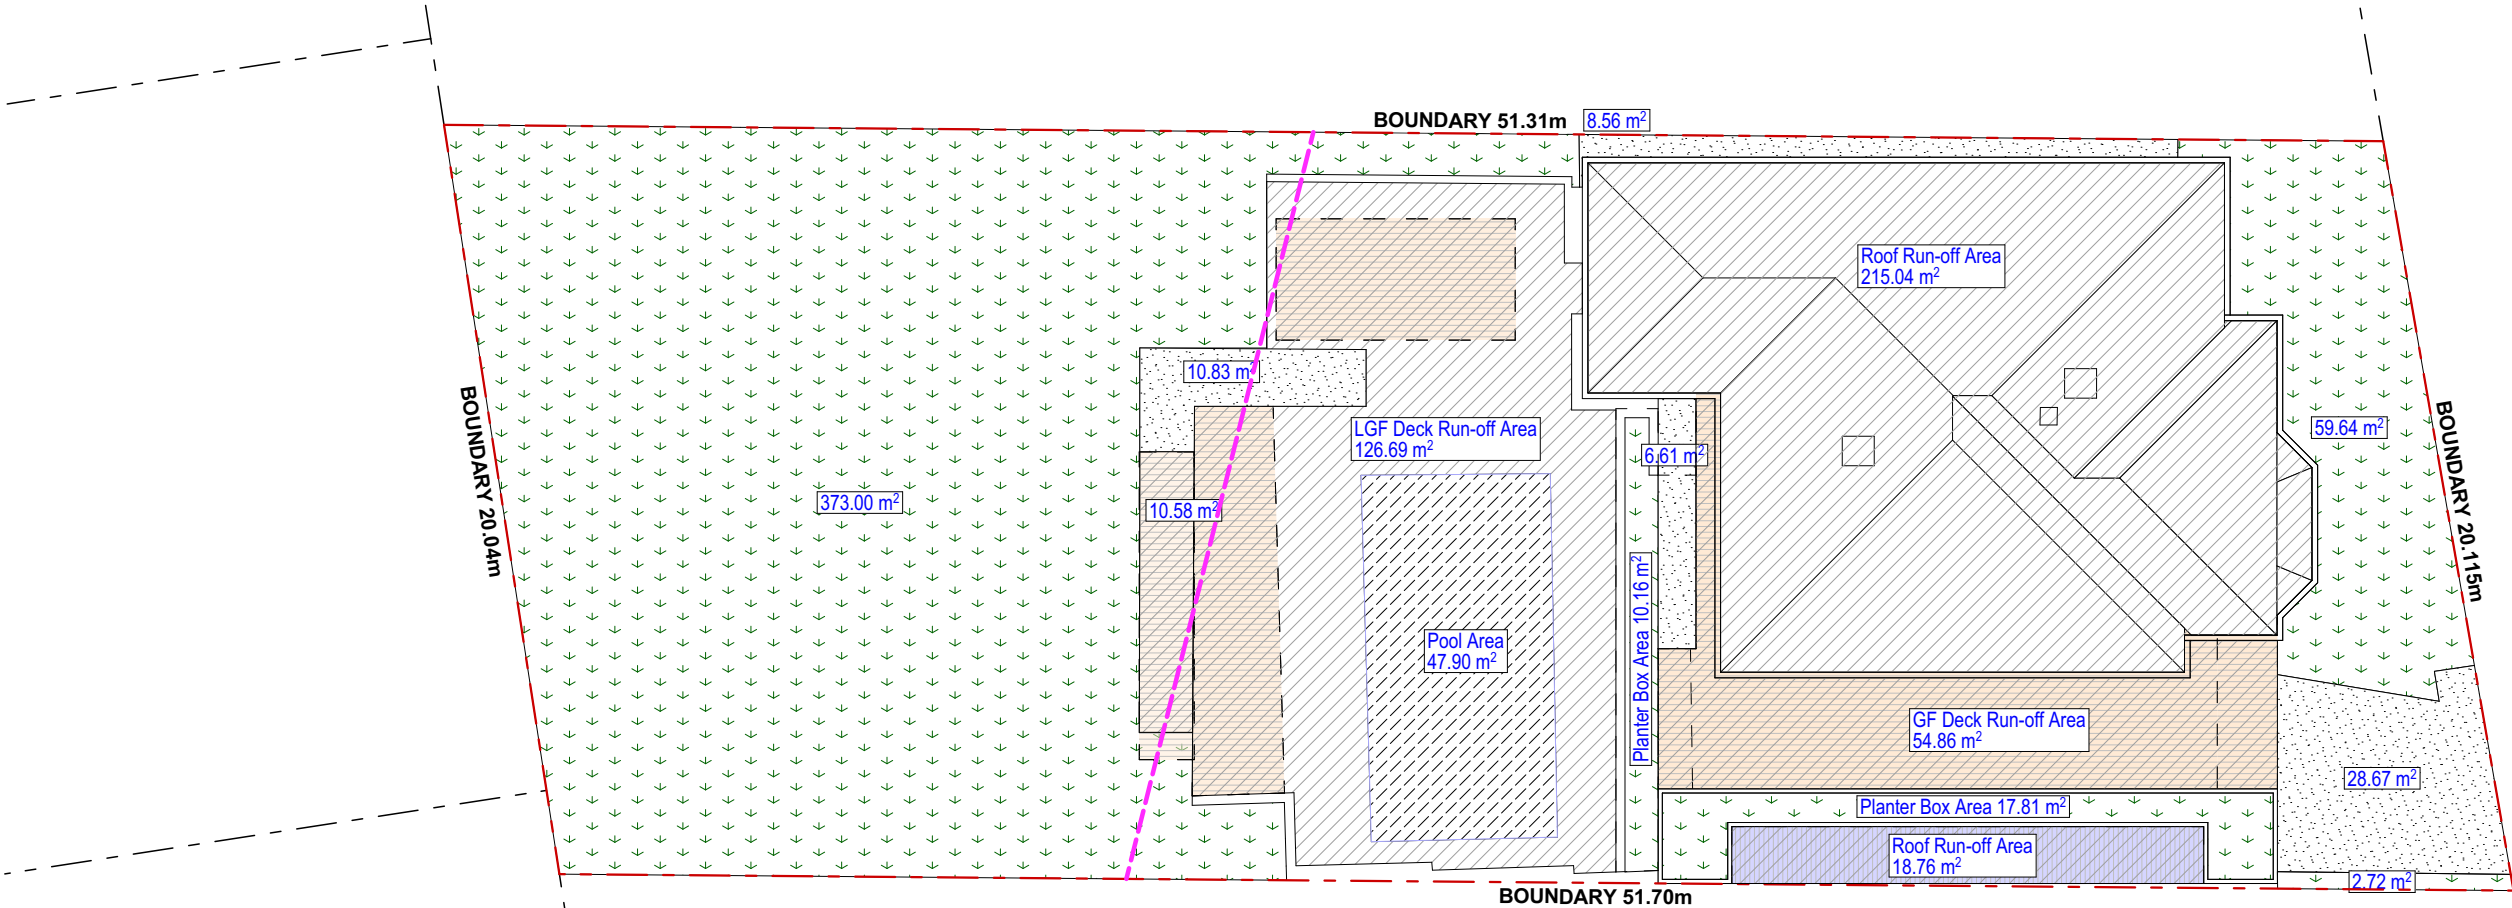 BOUNDARY 51.31m
8.56 m²
Roof Run-off Area
215.04 m²
10.83 m
BOUNDARY 20.04m
LGF Deck Run-off Area
126.69 m²
6.61 m²
59.64 m²
BOUNDARY 20.115m
373.00 m²
10.58 m²
Planter Box Area 10.16 m²
Pool Area
47.90 m²
GF Deck Run-off Area
54.86 m²
28.67 m²
Planter Box Area 17.81 m²
Roof Run-off Area
18.76 m²
2.72 m²
BOUNDARY 51.70m